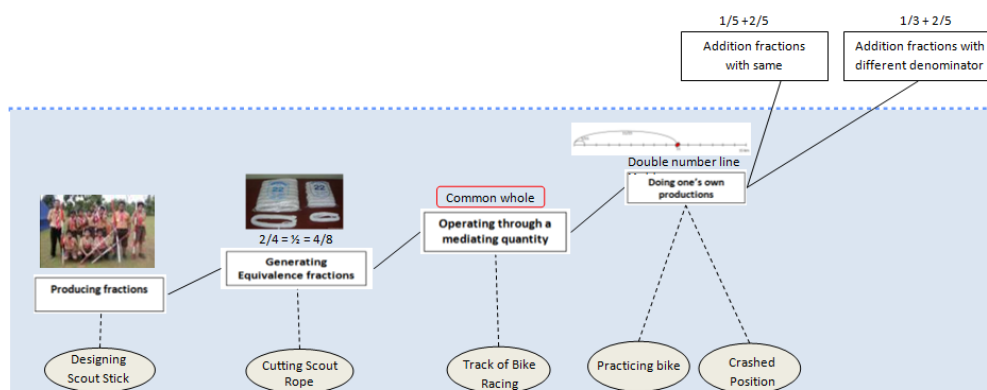 1/5 +2/5
Addition fractions
with same
1/3 + 2/5
Addition fractions with
different denominator
Double number line
Doing one's own
productions
Common whole
Operating through a
mediating quantity
2/4 = ½ = 4/8
Generating
Equivalence fractions
Producing fractions
Designing
Scout Stick
Cutting Scout
Rope
Track of Bike
Racing
Practicing bike
Crashed
Position